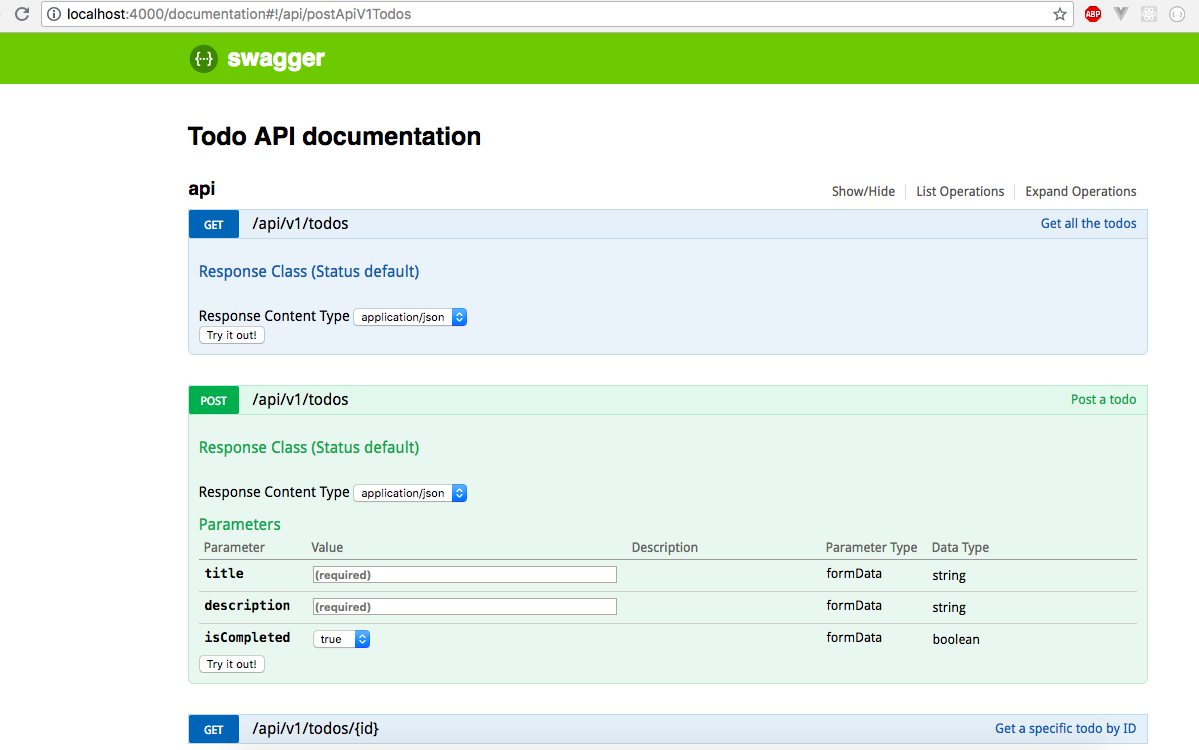 localhost:4000/documentation#!/api/postApiV1Todos
ABP
{···} swagger
Todo API documentation
api
Show/Hide List Operations Expand Operations
GET /api/v1/todos Get all the todos
Response Class (Status default)
Response Content Type application/json
Try it out!
POST /api/v1/todos Post a todo
Response Class (Status default)
Response Content Type application/json
Parameters
Parameter Value Description Parameter Type Data Type
title (required) formData string
description (required) formData string
isCompleted true formData boolean
Try it out!
GET /api/v1/todos/{id} Get a specific todo by ID